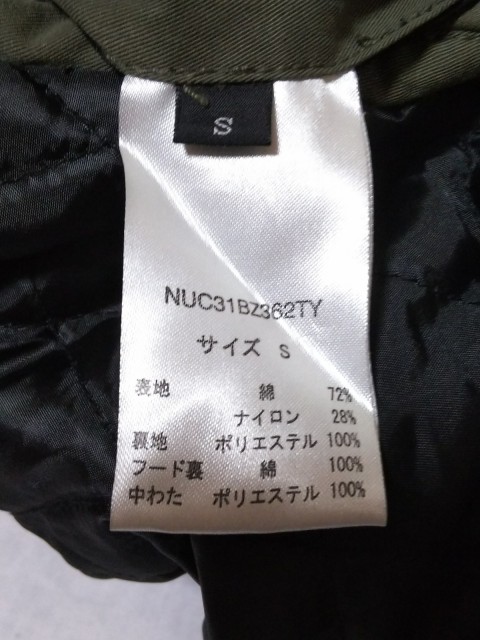 S
NUC31BZ362TY
サイズ S
表地 綿 72%
ナイロン 28%
裏地 ポリエステル 100%
フード裏 綿 100%
中わた ポリエステル 100%